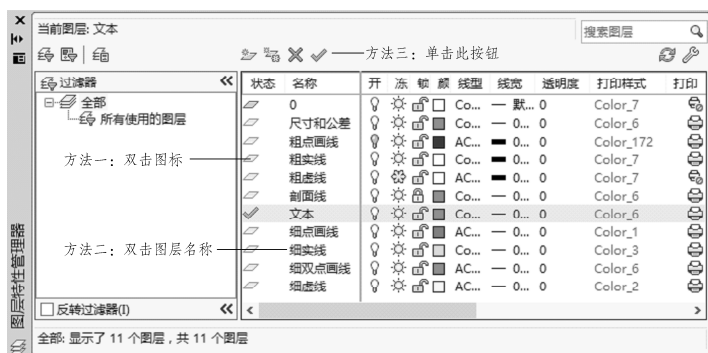 当前图层: 文本
搜索图层
方法三：单击此按钮
过滤器
全部
所有使用的图层
方法一：双击图标
方法二：双击图层名称
反转过滤器(I)
状态 名称 开 冻 锁 颜 线型 线宽 透明度 打印样式 打印
0 Co... 默... 0 Color_7
尺寸和公差 Co... 0... 0 Color_6
粗点画线 AC... 0... 0 Color_172
粗实线 Co... 0... 0 Color_7
粗虚线 AC... 0... 0 Color_7
剖面线 Co... 0... 0 Color_6
文本 Co... 0... 0 Color_6
细点画线 AC... 0... 0 Color_1
细实线 Co... 0... 0 Color_3
细双点画线 AC... 0... 0 Color_6
细虚线 AC... 0... 0 Color_2
图层特性管理器
全部: 显示了 11 个图层，共 11 个图层